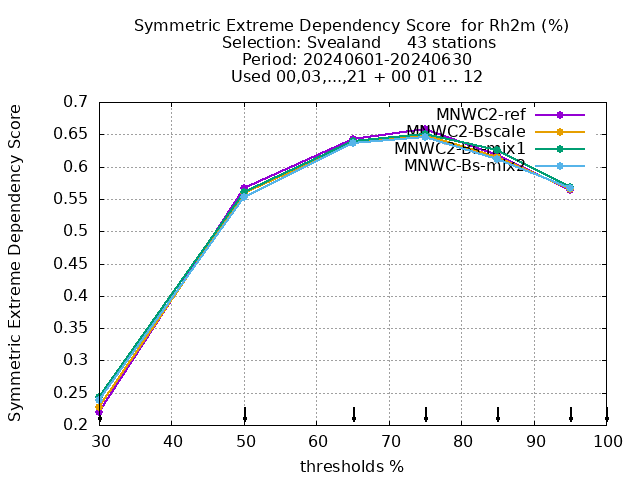 Symmetric Extreme Dependency Score for Rh2m (%)
Selection: Svealand 43 stations
Period: 20240601-20240630
Used 00,03,...,21 + 00 01 ... 12
Symmetric Extreme Dependency Score
0.7
0.65
0.6
0.55
0.5
0.45
0.4
0.35
0.3
0.25
0.2
MNWC2-ref
MNWC2-Bscale
MNWC2-Bs-mix1
MNWC-Bs-mix2
30 40 50 60 70 80 90 100
thresholds %